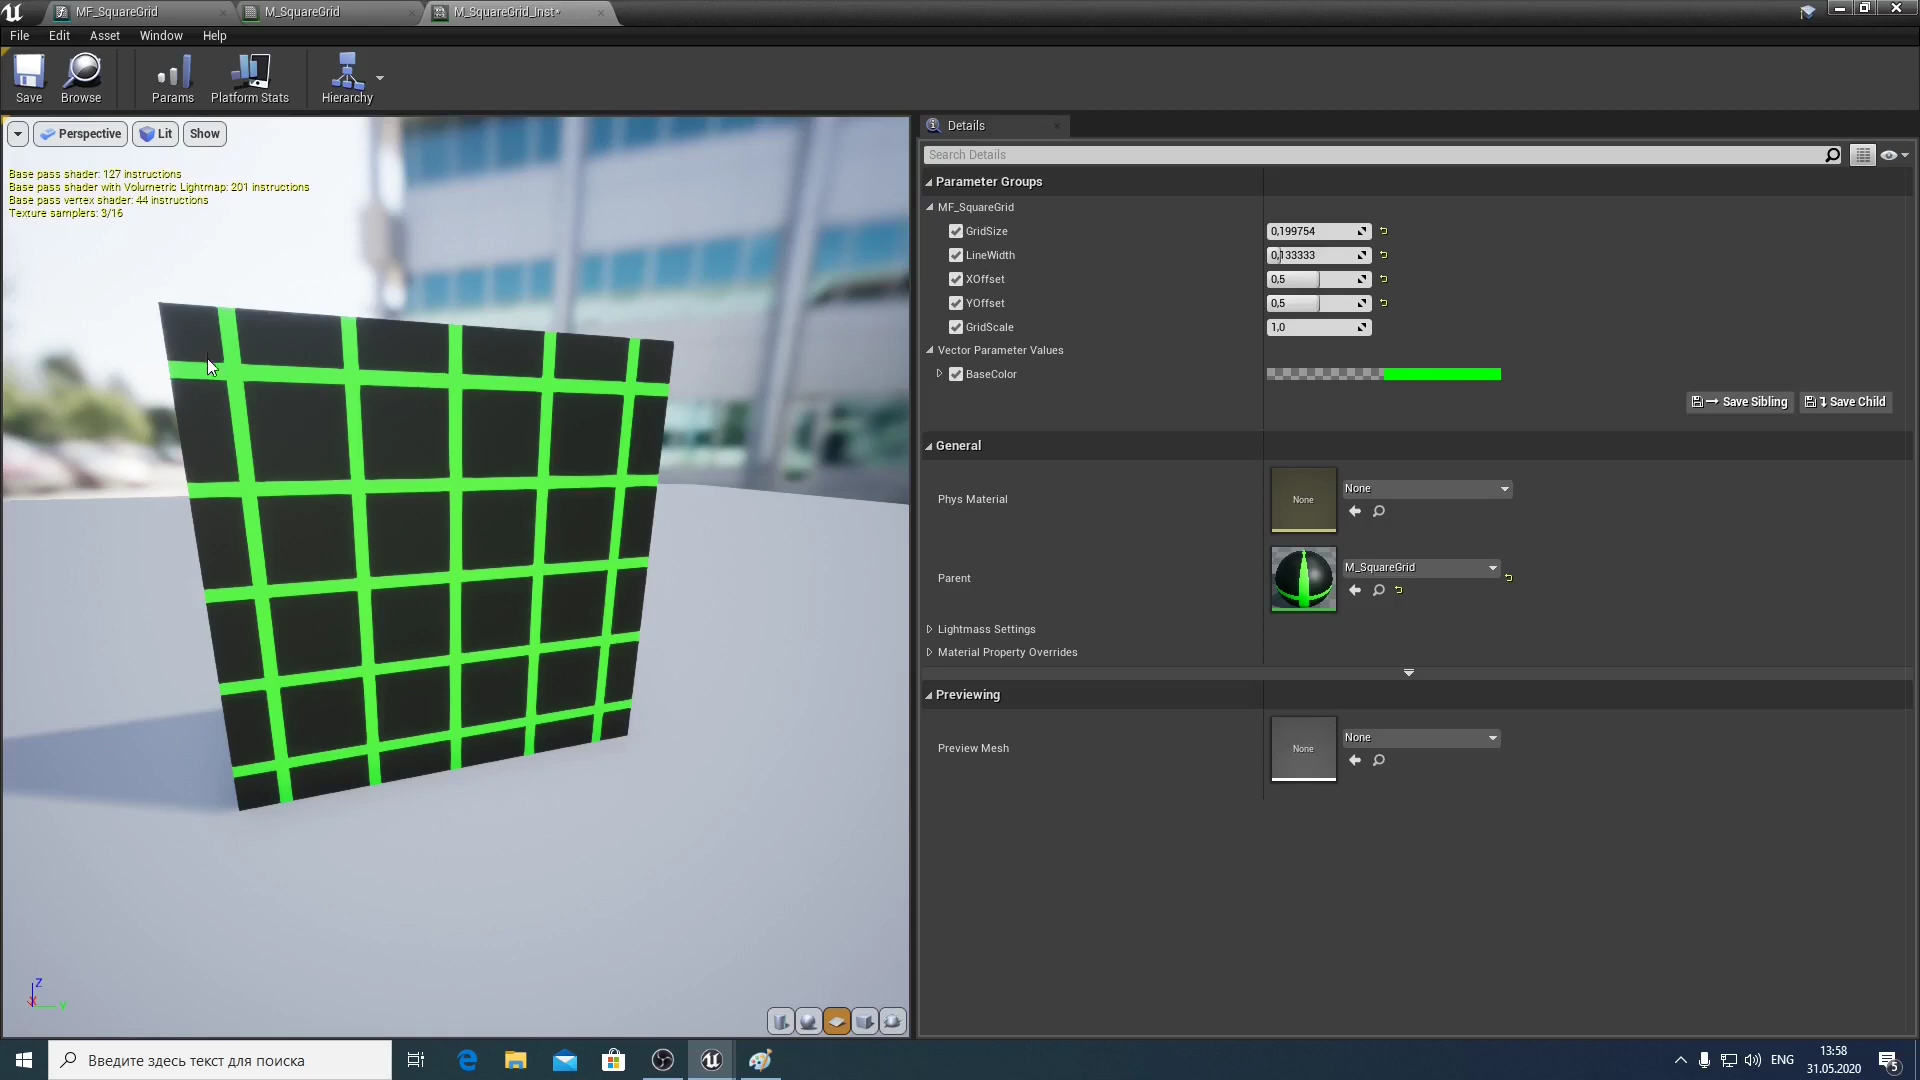 MF_SquareGrid
M_SquareGrid
M_SquareGrid_Inst*
File Edit Asset Window Help
Save
Browse
Params
Platform Stats
Hierarchy
Perspective
Lit
Show
Base pass shader: 127 instructions
Base pass shader with Volumetric Lightmap: 201 instructions
Base pass vertex shader: 44 instructions
Texture samplers: 3/16
Z
X
Y
Details
Search Details
Parameter Groups
MF_SquareGrid
GridSize 0,199754
LineWidth 0,133333
XOffset 0,5
YOffset 0,5
GridScale 1,0
Vector Parameter Values
BaseColor
Save Sibling
Save Child
General
Phys Material
None
None
Parent
M_SquareGrid
Lightmass Settings
Material Property Overrides
Previewing
Preview Mesh
None
None
Введите здесь текст для поиска
ENG
13:58
31.05.2020
5